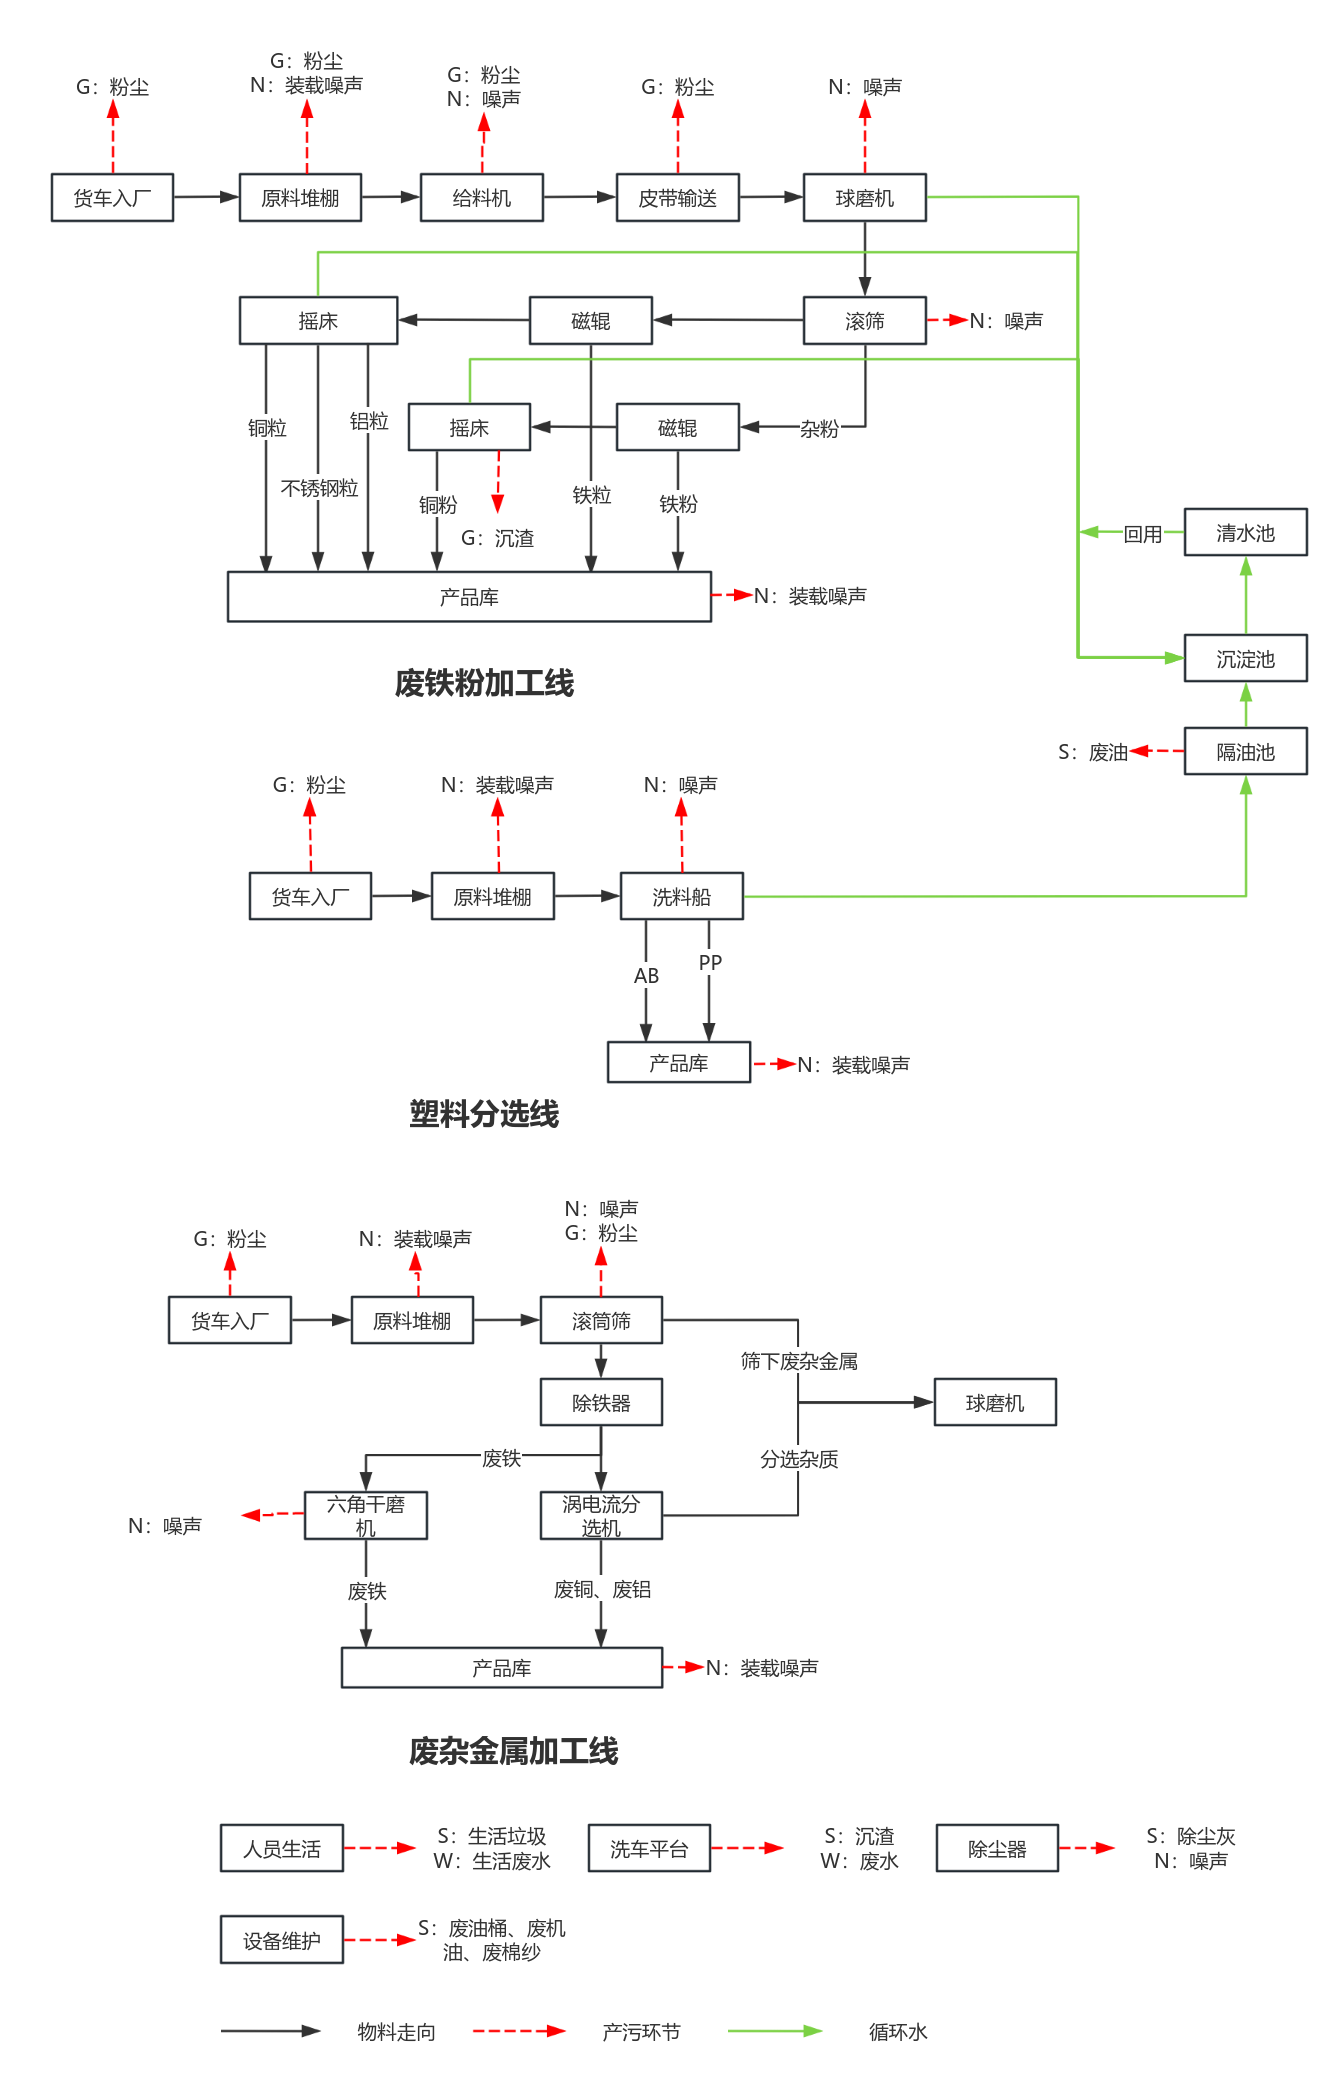 G：粉尘
G：粉尘
N：装载噪声
G：粉尘
N：噪声
G：粉尘
N：噪声
货车入厂
原料堆棚
给料机
皮带输送
球磨机
摇床
磁辊
滚筛
N：噪声
铜粒
不锈钢粒
铝粒
摇床
磁辊
杂粉
铜粉
G：沉渣
铁粒
铁粉
清水池
回用
产品库
N：装载噪声
沉淀池
废铁粉加工线
隔油池
S：废油
G：粉尘
N：装载噪声
N：噪声
货车入厂
原料堆棚
洗料船
AB
PP
产品库
N：装载噪声
塑料分选线
G：粉尘
N：装载噪声
N：噪声
G：粉尘
货车入厂
原料堆棚
滚筒筛
筛下废杂金属
除铁器
球磨机
废铁
分选杂质
六角干磨
机
涡电流分
选机
N：噪声
废铁
废铜、废铝
产品库
N：装载噪声
废杂金属加工线
人员生活
S：生活垃圾
W：生活废水
洗车平台
S：沉渣
W：废水
除尘器
S：除尘灰
N：噪声
设备维护
S：废油桶、废机
油、废棉纱
物料走向
产污环节
循环水